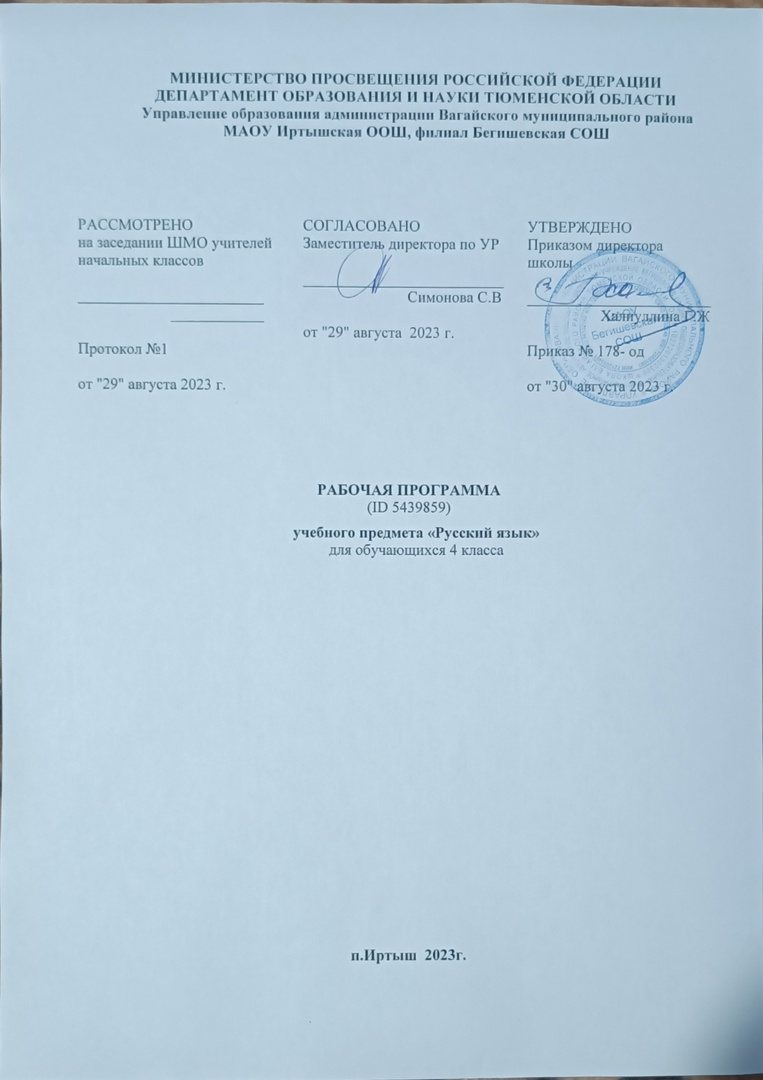 МИНИСТЕРСТВО ПРОСВЕЩЕНИЯ РОССИЙСКОЙ ФЕДЕРАЦИИ
ДЕПАРТАМЕНТ ОБРАЗОВАНИЯ И НАУКИ ТЮМЕНСКОЙ ОБЛАСТИ
Управление образования администрации Вагайского муниципального района
МАОУ Иртышская ООШ, филиал Бегишевская СОШ
РАССМОТРЕНО
на заседании ШМО учителей
начальных классов
Протокол №1
от "29" августа 2023 г.
СОГЛАСОВАНО
Заместитель директора по УР
Симонова С.В
от "29" августа 2023 г.
УТВЕРЖДЕНО
Приказом директора
школы
Халиуллина Г.Ж
Бегишевская
СОШ
Приказ № 178- од
от "30" августа 2023 г.
РАБОЧАЯ ПРОГРАММА
(ID 5439859)
учебного предмета «Русский язык»
для обучающихся 4 класса
п.Иртыш 2023г.